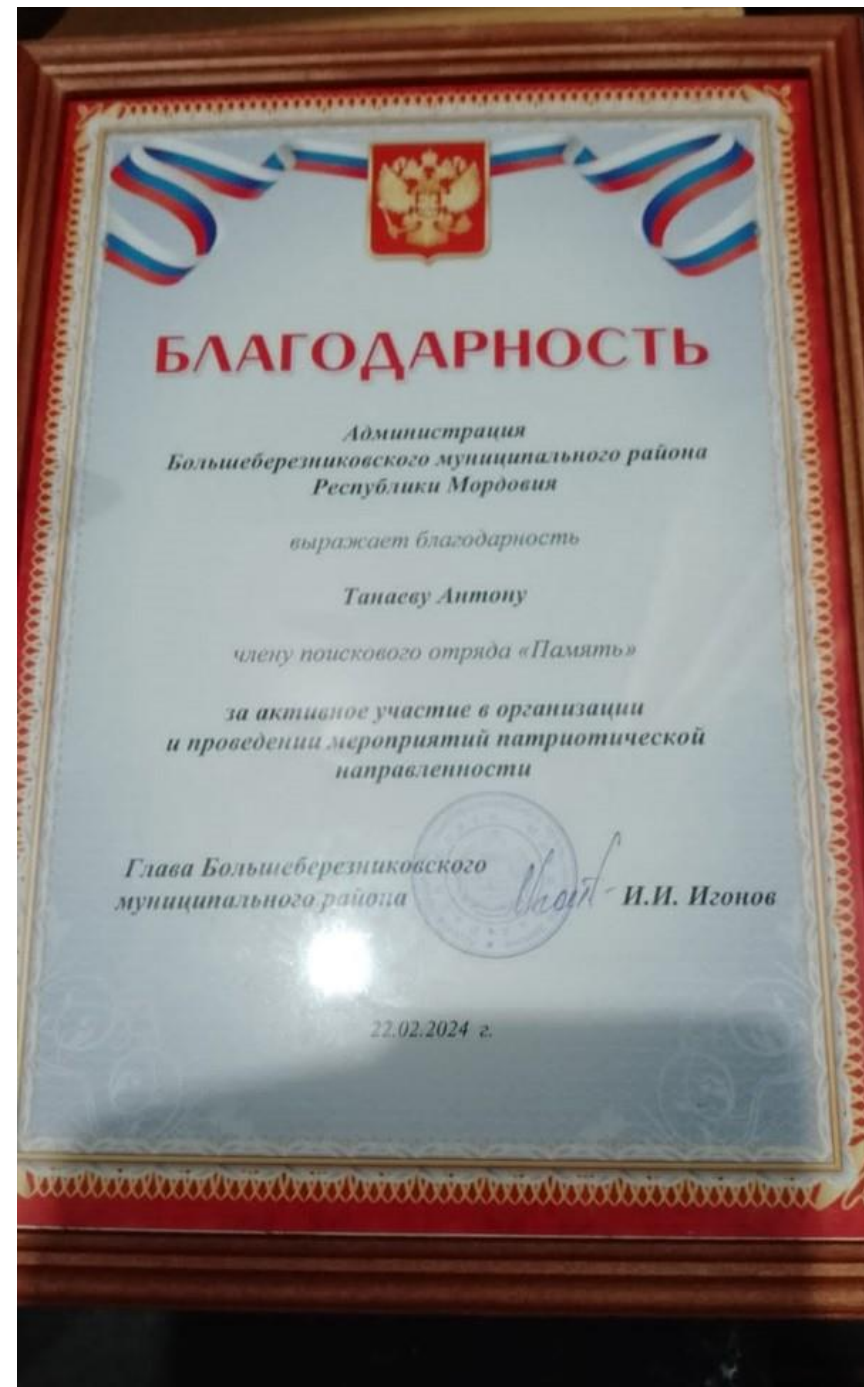 БЛАГОДАРНОСТЬ
Администрация
Большеберезниковского муниципального района
Республики Мордовия
выражает благодарность
Танаеву Антону
члену поискового отряда «Память»
за активное участие в организации
и проведении мероприятий патриотической
направленности
Глава Большеберезниковского
муниципального района
И.И. Игонов
22.02.2024 г.